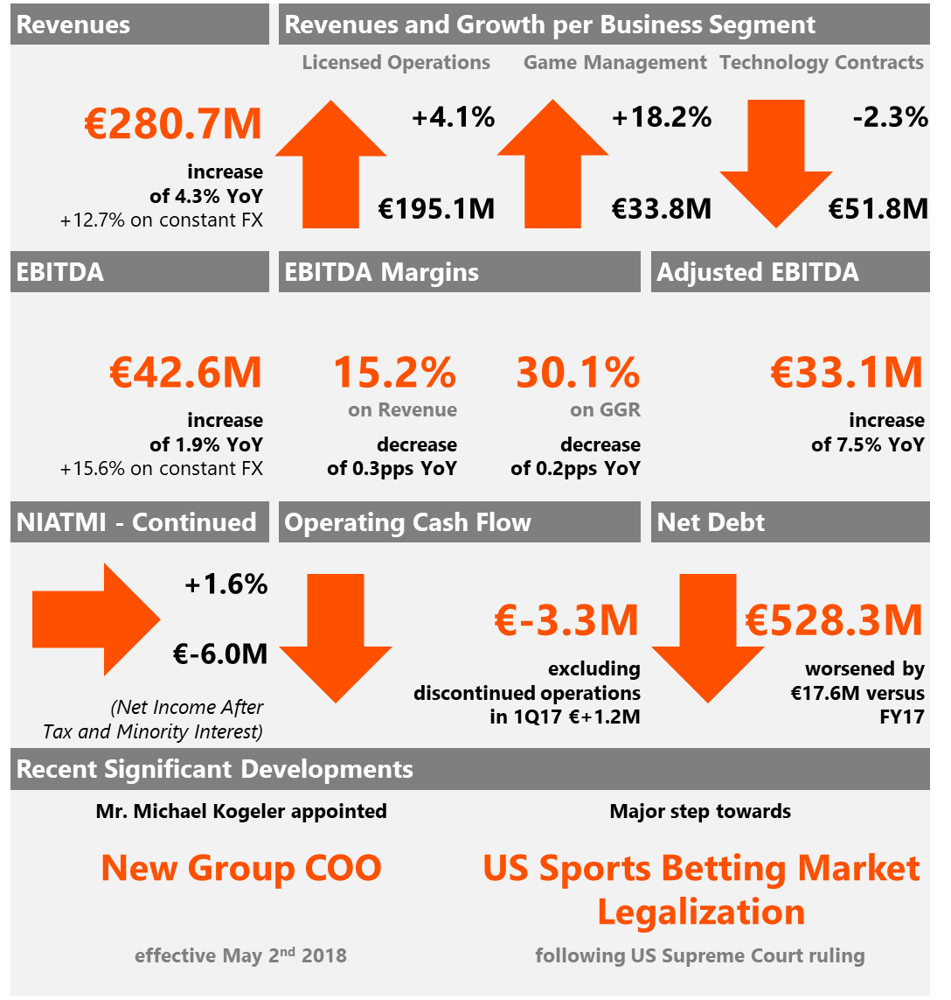 Revenues
€280.7M
increase
of 4.3% YoY
+12.7% on constant FX
Revenues and Growth per Business Segment
Licensed Operations
+4.1%
€195.1M
Game Management
+18.2%
€33.8M
Technology Contracts
-2.3%
€51.8M
EBITDA
€42.6M
increase
of 1.9% YoY
+15.6% on constant FX
EBITDA Margins
15.2%
on Revenue
decrease
of 0.3pps YoY
30.1%
on GGR
decrease
of 0.2pps YoY
Adjusted EBITDA
€33.1M
increase
of 7.5% YoY
NIATMI - Continued
+1.6%
€-6.0M
(Net Income After
Tax and Minority Interest)
Operating Cash Flow
€-3.3M
excluding
discontinued operations
in 1Q17 €+1.2M
Net Debt
€528.3M
worsened by
€17.6M versus
FY17
Recent Significant Developments
Mr. Michael Kogeler appointed
New Group COO
effective May 2nd 2018
Major step towards
US Sports Betting Market
Legalization
following US Supreme Court ruling